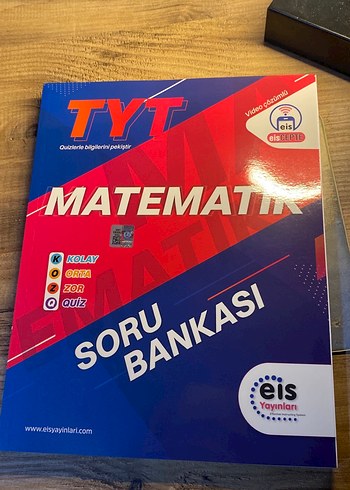 TYT
Quizlerle bilgilerini pekiştir
Video çözümlü
eis
MATEMATİK
K KOLAY
O ORTA
Z ZOR
Q QUİZ
SORU
BANKASI
eis
Yayınları
www.eisyayinlari.com